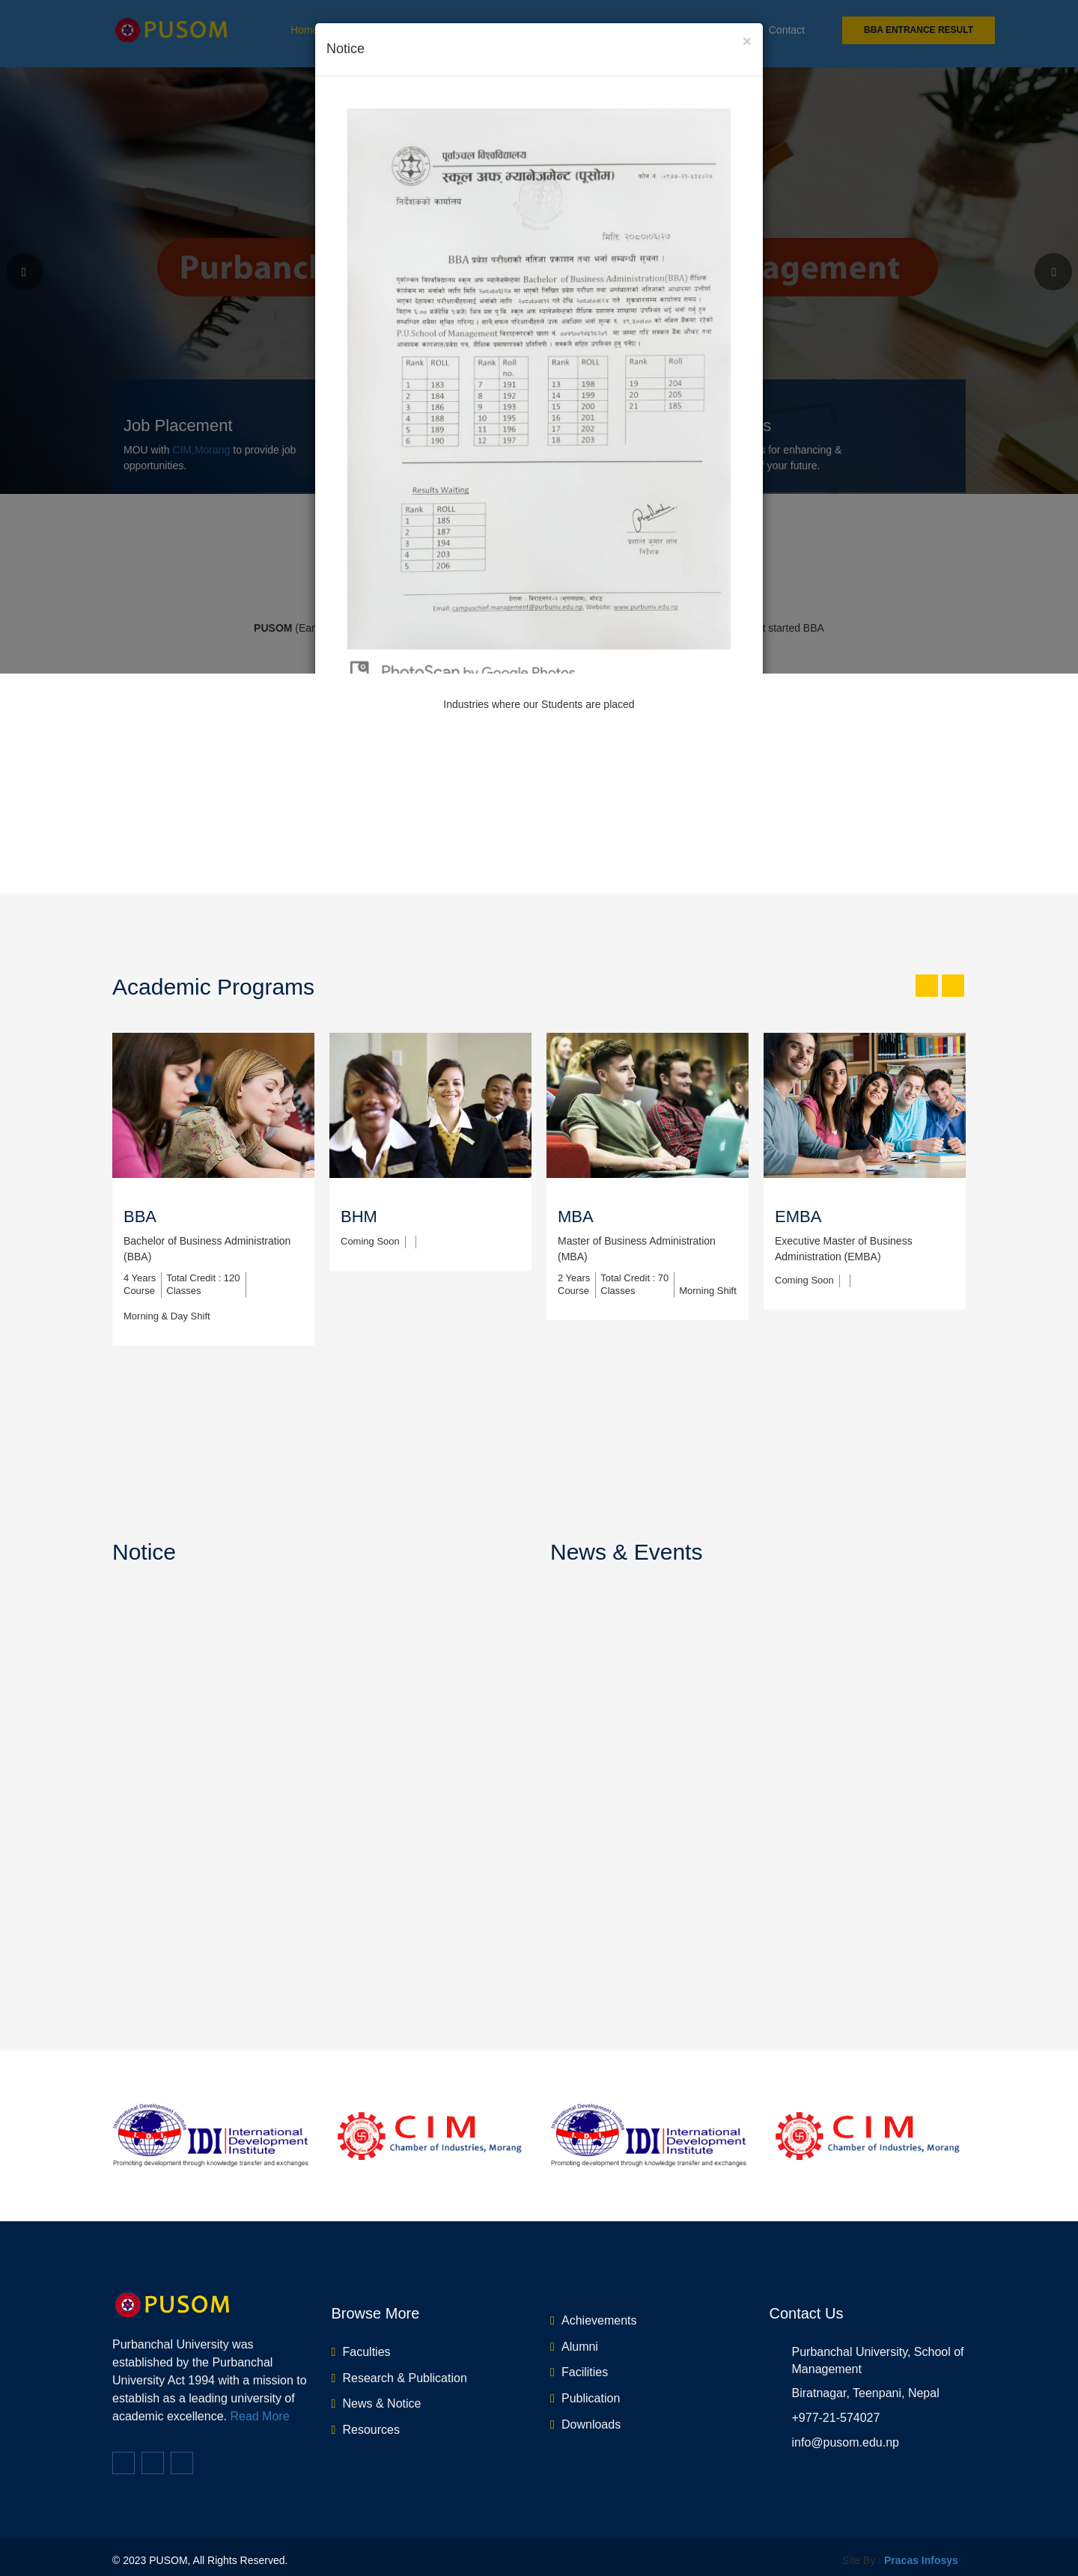 PUSOM
Home
Contact
BBA ENTRANCE RESULT
Notice
×
पूर्वाञ्चल विश्वविद्यालय
स्कूल अफ म्यानेजमेन्ट (पूसोम)
निर्देशकको कार्यालय
मिति: २०८०/०६/२७
BBA प्रवेश परीक्षाको नतिजा प्रकाशन तथा भर्ना सम्बन्धी सूचना।
Bachelor of Business Administration(BBA)
P.U.School of Management
Rank ROLL Rank Roll no. Rank ROLL Rank Roll
1 183 7 191 13 198 19 204
2 184 8 192 14 199 20 205
3 186 9 193 15 200 21 185
4 188 10 195 16 201
5 189 11 196 17 202
6 190 12 197 18 203
Results Waiting
Rank ROLL
1 185
2 187
3 194
4 203
5 206
प्रशान्त कुमार लाल
निर्देशक
Email: campuschief.management@purbuniv.edu.np, Website: www.purbuniv.edu.np
PhotoScan by Google Photos
Purbanch
agement
Job Placement
MOU with CIM,Morang to provide job
opportunities.
s for enhancing &
your future.
PUSOM (Ear
t started BBA
Industries where our Students are placed
Academic Programs
BBA
Bachelor of Business Administration
(BBA)
4 Years
Course
Total Credit : 120
Classes
Morning & Day Shift
BHM
Coming Soon
MBA
Master of Business Administration
(MBA)
2 Years
Course
Total Credit : 70
Classes
Morning Shift
EMBA
Executive Master of Business
Administration (EMBA)
Coming Soon
Notice
News & Events
International Development Institute
IDI International
Development
Institute
Promoting development through knowledge transfer and exchanges
CIM
Chamber of Industries, Morang
International Development Institute
IDI International
Development
Institute
Promoting development through knowledge transfer and exchanges
CIM
Chamber of Industries, Morang
PUSOM
Purbanchal University was
established by the Purbanchal
University Act 1994 with a mission to
establish as a leading university of
academic excellence. Read More
Browse More
Faculties
Research & Publication
News & Notice
Resources
Achievements
Alumni
Facilities
Publication
Downloads
Contact Us
Purbanchal University, School of
Management
Biratnagar, Teenpani, Nepal
+977-21-574027
info@pusom.edu.np
© 2023 PUSOM, All Rights Reserved.
Site By : Pracas Infosys